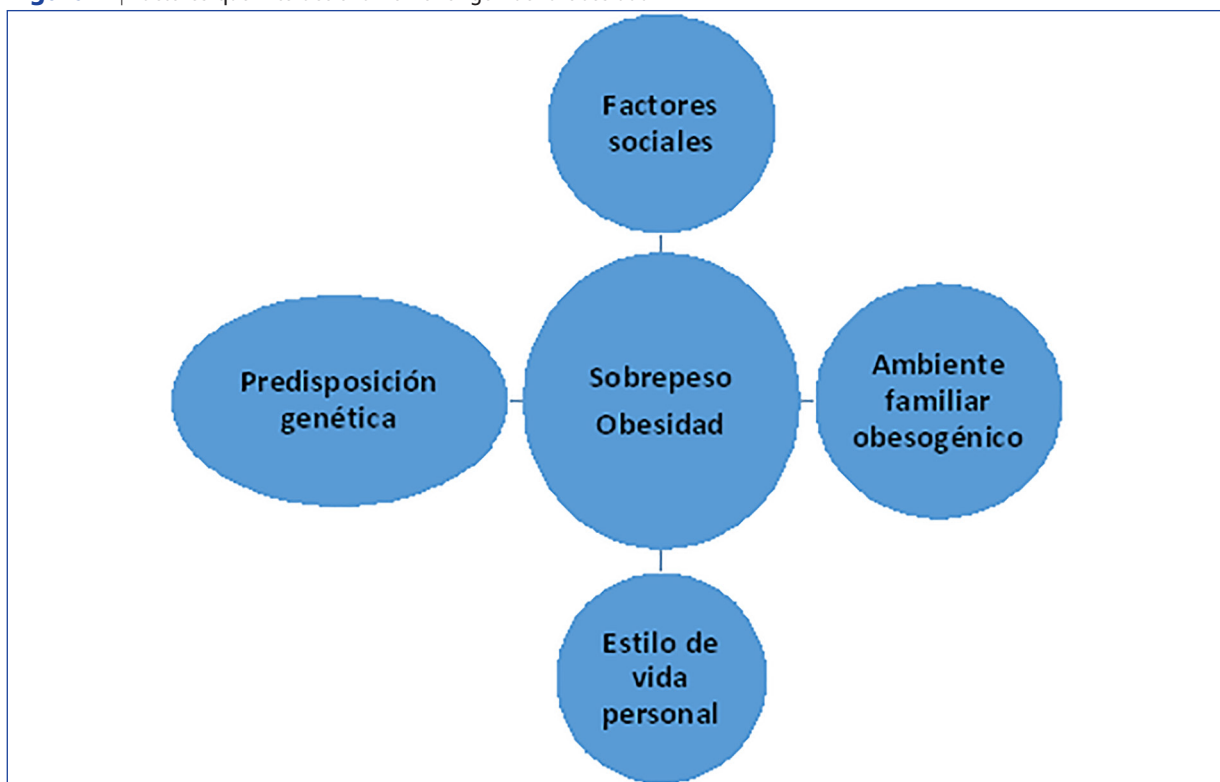 Factores
sociales
Predisposición
genética
Sobrepeso
Obesidad
Ambiente
familiar
obesogénico
Estilo de
vida
personal